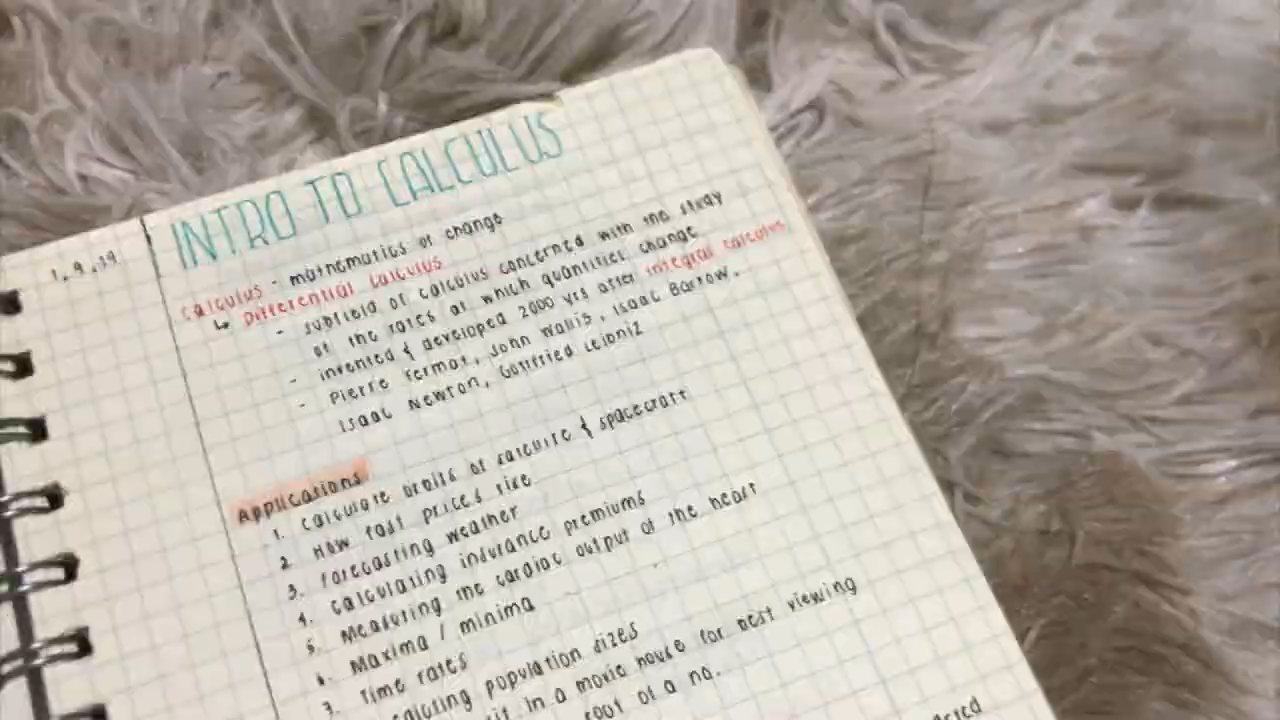 INTRO TO CALCULUS
1.9.19
calculus - mathematics of change
↳ Differential Calculus
- subfield of calculus concerned with the study
of the rates at which quantities change
- invented & developed 2000 yrs after integral calculus
- Pierre Fermat, John Wallis, Isaac Barrow,
Isaac Newton, Gottfried Leibniz
Applications
1. calculate orbits of satellite & spacecraft
2. How fast prices rise
3. Forecasting weather
4. calculating insurance premiums
5. Measuring the cardiac output of the heart
6. Maxima / minima
7. Time rates
population sizes
sit in a movie house for best viewing
root of a no.